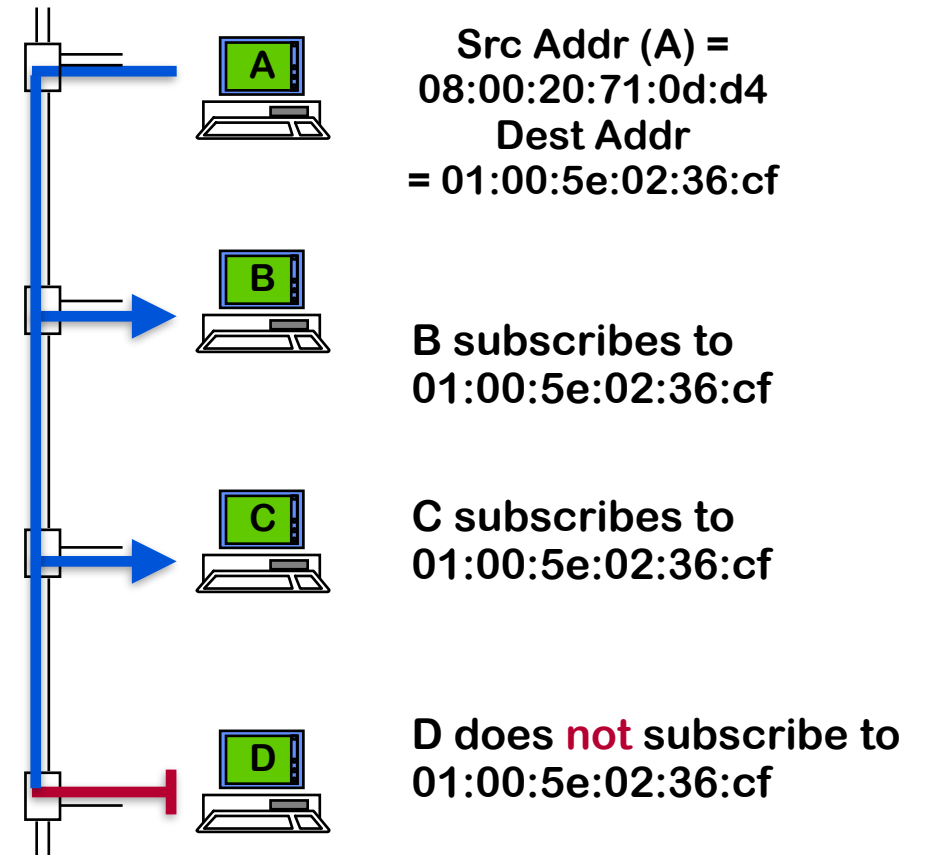 A
Src Addr (A) =
08:00:20:71:0d:d4
Dest Addr
= 01:00:5e:02:36:cf
B
B subscribes to
01:00:5e:02:36:cf
C
C subscribes to
01:00:5e:02:36:cf
D
D does not subscribe to
01:00:5e:02:36:cf